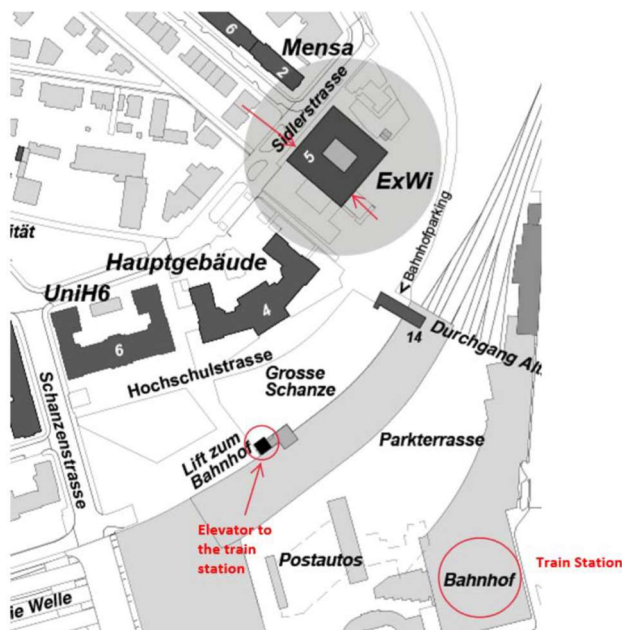 6
Mensa
2
Sidlerstrasse
5
ExWi
ität
Hauptgebäude
< Bahnhofparking
UniH6
4
6
14
Durchgang Alt.
Hochschulstrasse
Grosse
Schanze
Schanzenstrasse
Lift zum
Bahnhof
Parkterrasse
Elevator to
the train
station
Postautos
Train Station
Bahnhof
ie Welle